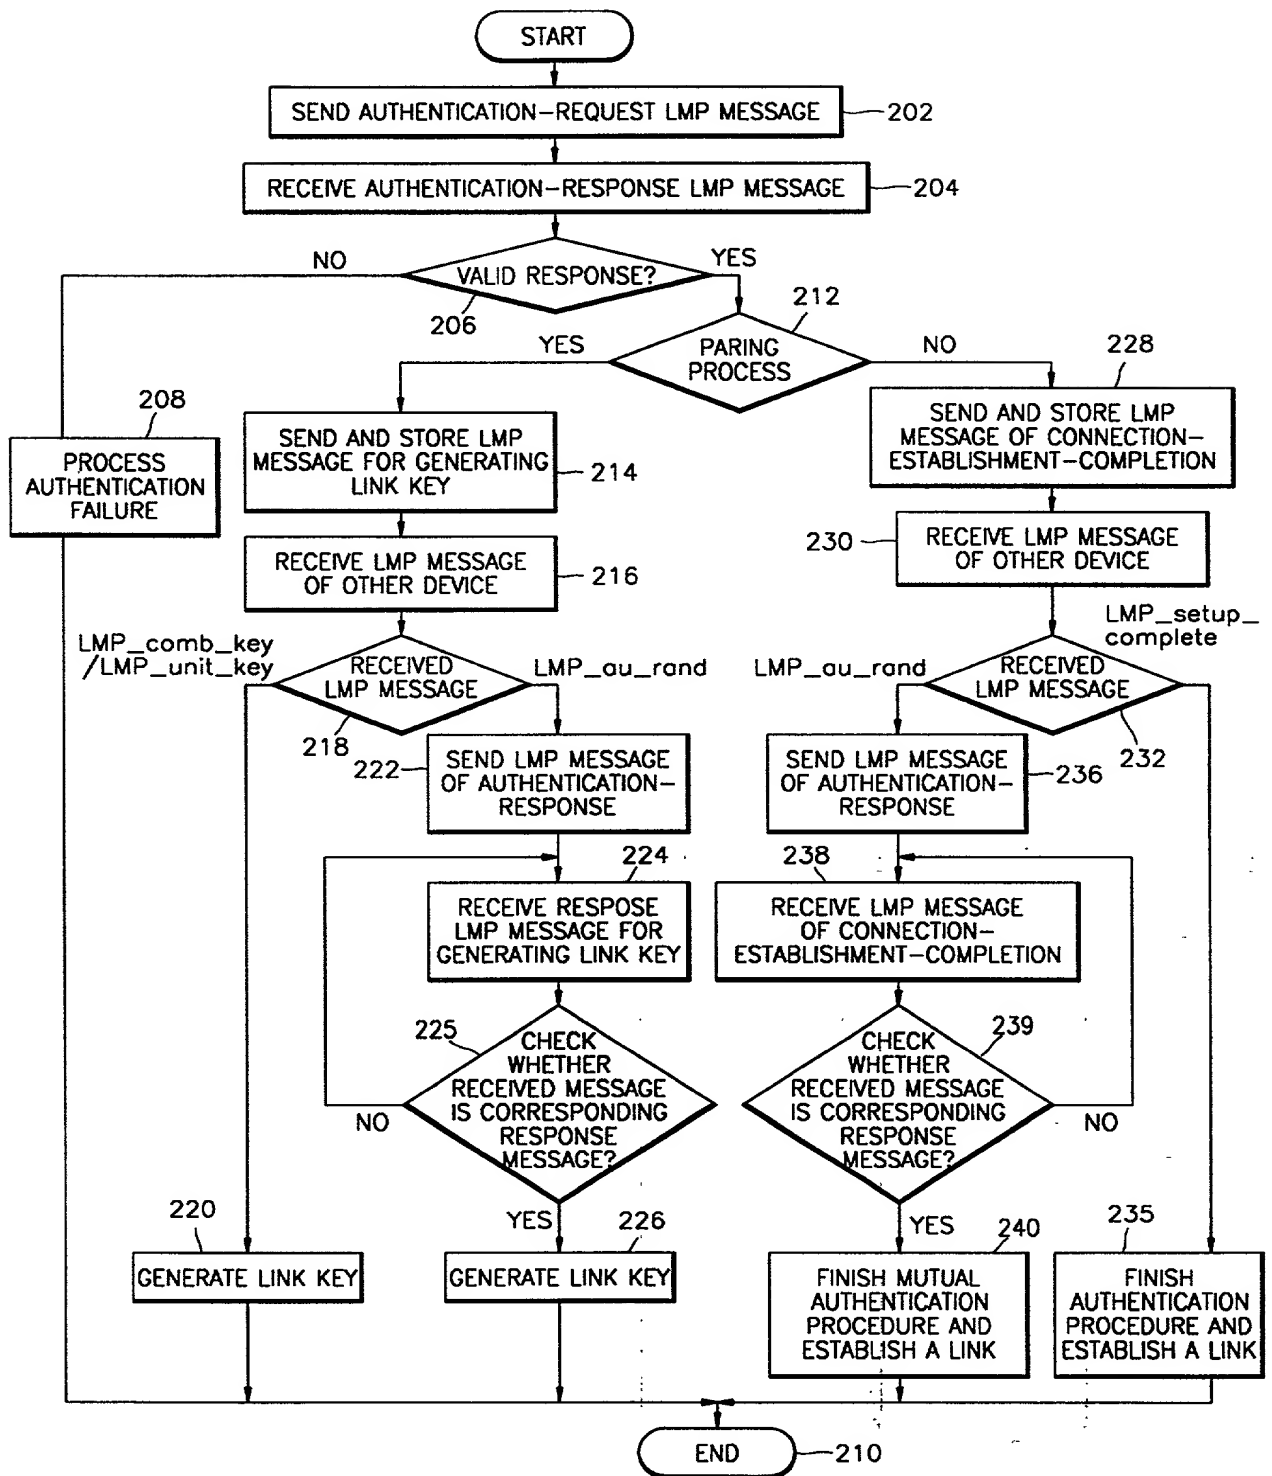 START
SEND AUTHENTICATION-REQUEST LMP MESSAGE
202
RECEIVE AUTHENTICATION-RESPONSE LMP MESSAGE
204
NO
VALID RESPONSE?
YES
206
212
YES
PARING
PROCESS
NO
228
208
PROCESS
AUTHENTICATION
FAILURE
SEND AND STORE LMP
MESSAGE FOR GENERATING
LINK KEY
214
SEND AND STORE LMP
MESSAGE OF CONNECTION-
ESTABLISHMENT-COMPLETION
RECEIVE LMP MESSAGE
OF OTHER DEVICE
216
230
RECEIVE LMP MESSAGE
OF OTHER DEVICE
LMP_comb_key
/LMP_unit_key
RECEIVED
LMP MESSAGE
LMP_au_rand
218
LMP_au_rand
RECEIVED
LMP MESSAGE
LMP_setup_
complete
232
222
SEND LMP MESSAGE
OF AUTHENTICATION-
RESPONSE
SEND LMP MESSAGE
OF AUTHENTICATION-
RESPONSE
236
224
RECEIVE RESPOSE
LMP MESSAGE FOR
GENERATING LINK KEY
238
RECEIVE LMP MESSAGE
OF CONNECTION-
ESTABLISHMENT-COMPLETION
225
CHECK
WHETHER
RECEIVED MESSAGE
IS CORRESPONDING
RESPONSE
MESSAGE?
NO
YES
239
CHECK
WHETHER
RECEIVED MESSAGE
IS CORRESPONDING
RESPONSE
MESSAGE?
NO
YES
220
GENERATE LINK KEY
226
GENERATE LINK KEY
240
FINISH MUTUAL
AUTHENTICATION
PROCEDURE AND
ESTABLISH A LINK
235
FINISH
AUTHENTICATION
PROCEDURE AND
ESTABLISH A LINK
END
210